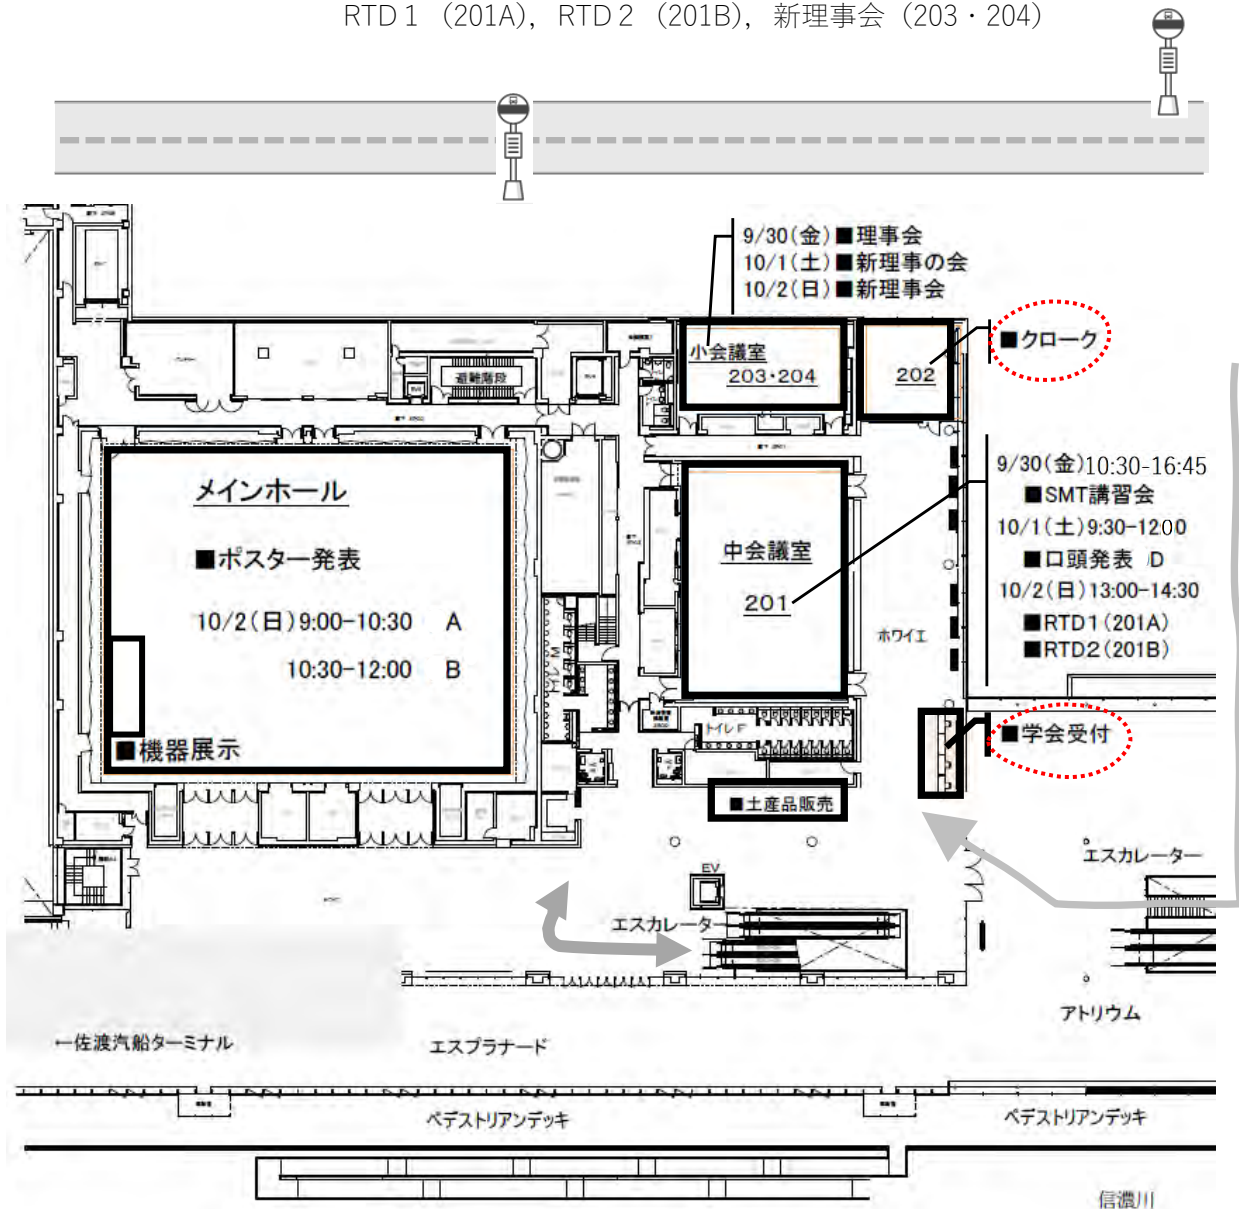 RTD１（201A），RTD２（201B），新理事会（203・204）
9/30(金)■理事会
10/1(土)■新理事の会
10/2(日)■新理事会
■クローク
小会議室
203・204
202
避難階段
9/30(金)10:30-16:45
■SMT講習会
10/1(土)9:30-12:00
■口頭発表 D
10/2(日)13:00-14:30
■RTD1(201A)
■RTD2(201B)
メインホール
■ポスター発表
10/2(日)9:00-10:30 A
10:30-12:00 B
■機器展示
中会議室
201
ホワイエ
■学会受付
トイレ F
■土産品販売
EV
エスカレーター
エスカレーター
アトリウム
←佐渡汽船ターミナル
エスプラナード
ペデストリアンデッキ
ペデストリアンデッキ
信濃川